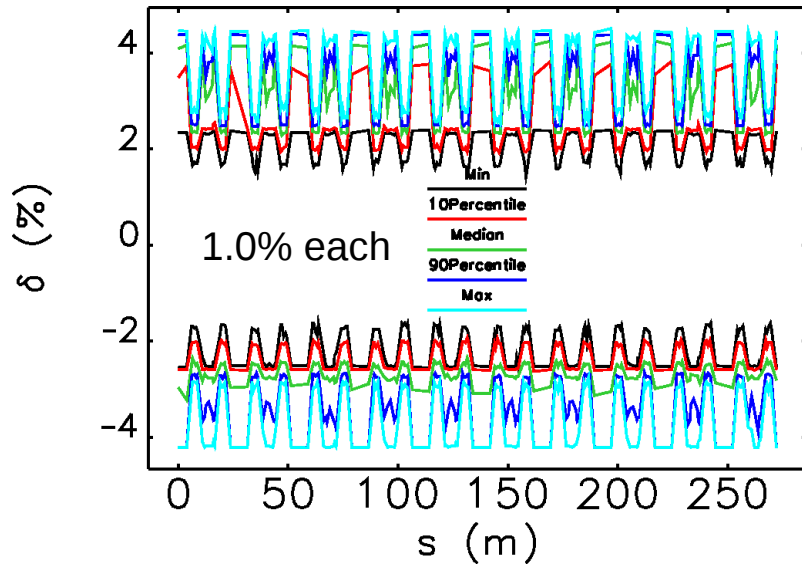 4
2
0
-2
-4
δ (%)
Min
10Percentile
Median
90Percentile
Max
1.0% each
0 50 100 150 200 250
s (m)